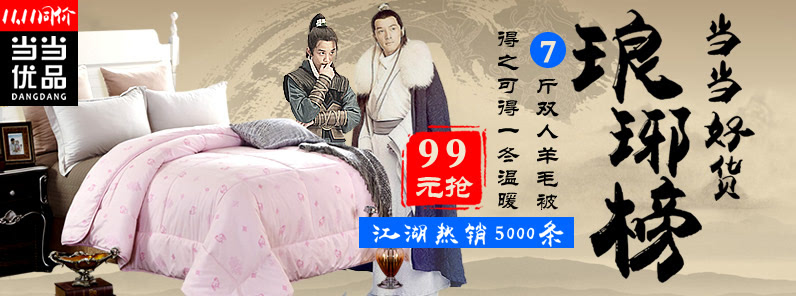 11.11同价
当当
优品
DANGDANG
当当好货
琅琊榜
7斤双人羊毛被
得之可得一冬温暖
99
元抢
江湖热销5000条